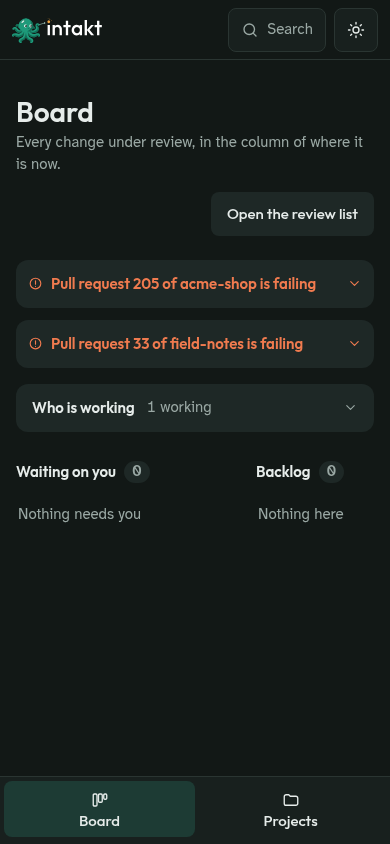 intakt
Search
Board
Every change under review, in the column of where it
is now.
Open the review list
Pull request 205 of acme-shop is failing
Pull request 33 of field-notes is failing
Who is working 1 working
Waiting on you 0 Backlog 0
Nothing needs you Nothing here
Board Projects